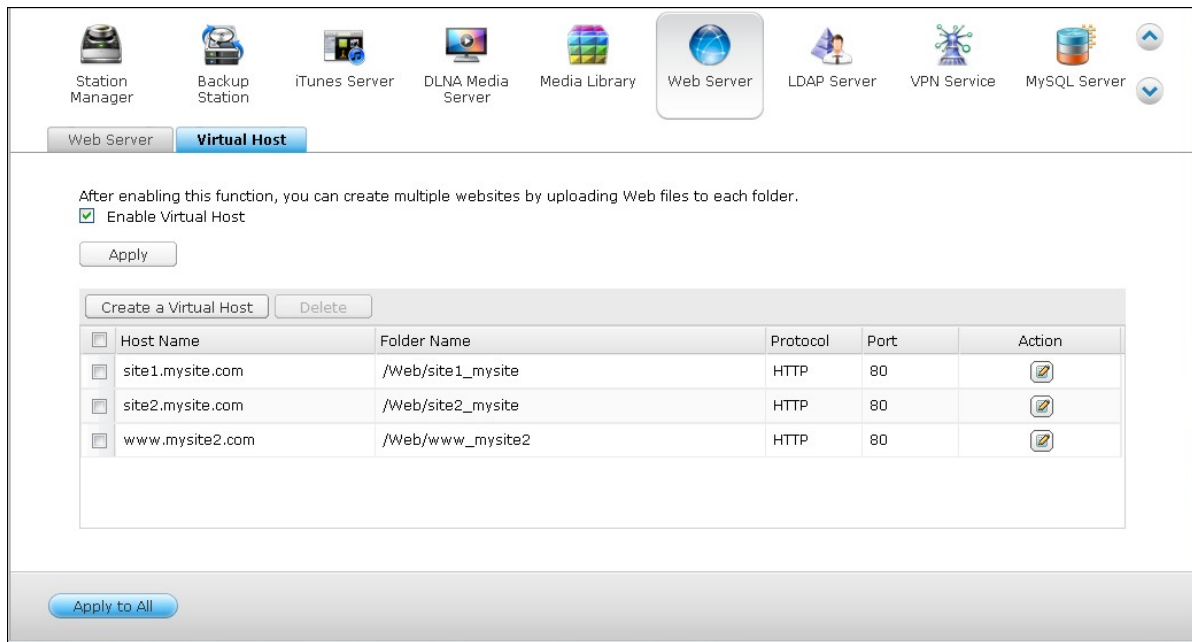 Station Manager
Backup Station
iTunes Server
DLNA Media Server
Media Library
Web Server
LDAP Server
VPN Service
MySQL Server
Web Server
Virtual Host
After enabling this function, you can create multiple websites by uploading Web files to each folder.
Enable Virtual Host
Apply
Create a Virtual Host
Delete
Host Name Folder Name Protocol Port Action
site1.mysite.com /Web/site1_mysite HTTP 80
site2.mysite.com /Web/site2_mysite HTTP 80
www.mysite2.com /Web/www_mysite2 HTTP 80
Apply to All